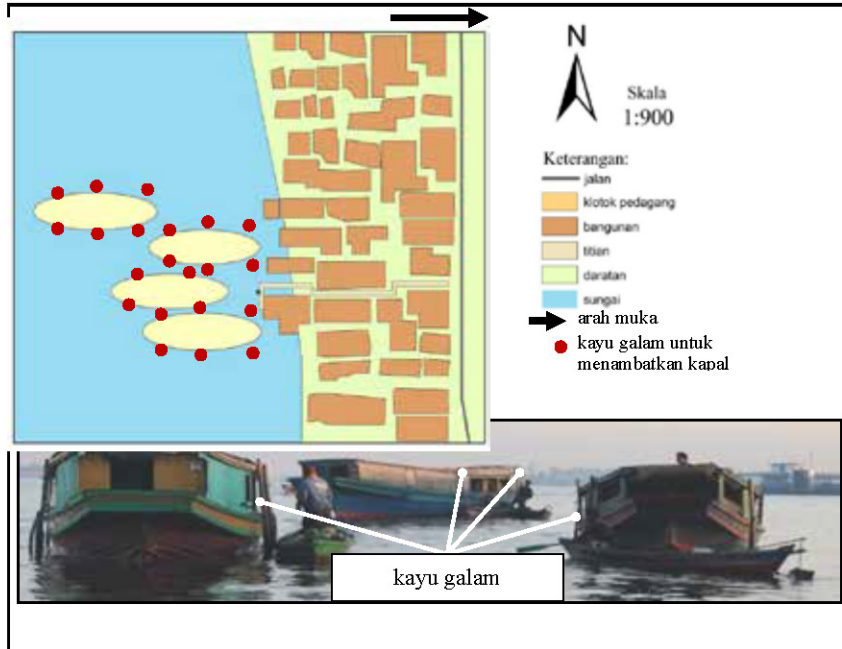 N
Skala
1:900
Keterangan:
jalan
klotok pedagang
bangunan
titian
daratan
sungai
arah muka
kayu galam untuk
menambatkan kapal
kayu galam